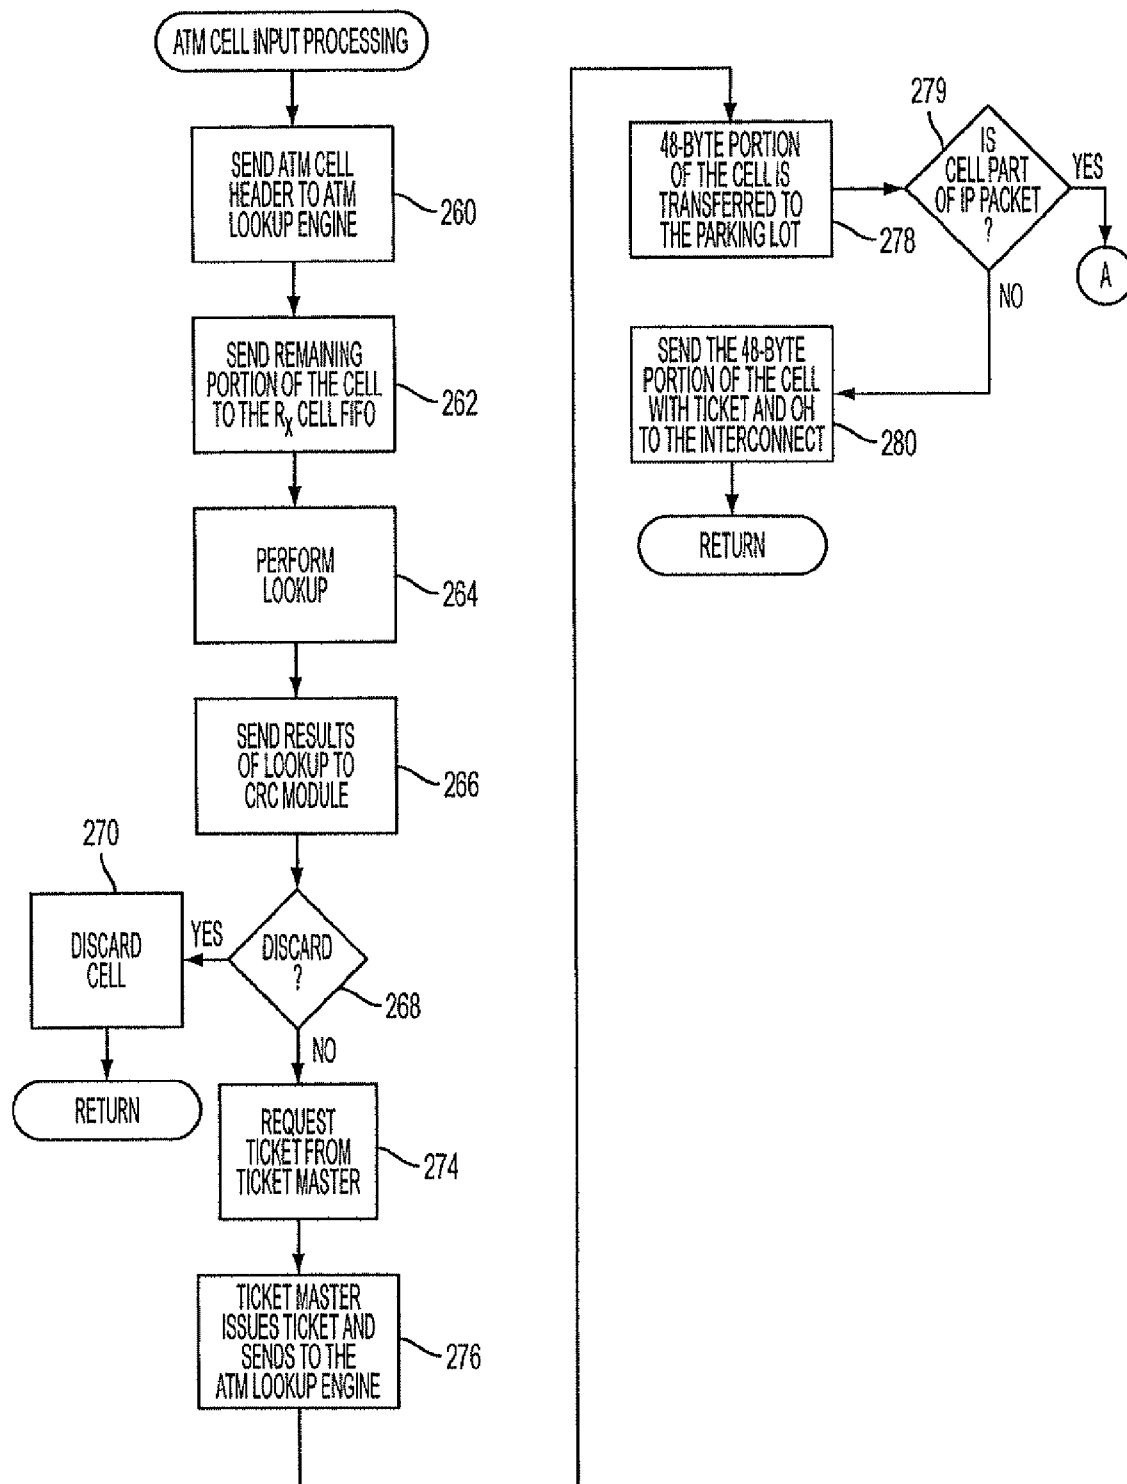 ATM CELL INPUT PROCESSING
SEND ATM CELL
HEADER TO ATM
LOOKUP ENGINE
260
SEND REMAINING
PORTION OF THE CELL
TO THE RX CELL FIFO
262
PERFORM
LOOKUP
264
SEND RESULTS
OF LOOKUP TO
CRC MODULE
266
270
DISCARD
CELL
YES
DISCARD
?
268
RETURN
NO
REQUEST
TICKET FROM
TICKET MASTER
274
TICKET MASTER
ISSUES TICKET AND
SENDS TO THE
ATM LOOKUP ENGINE
276
48-BYTE PORTION
OF THE CELL IS
TRANSFERRED TO
THE PARKING LOT
278
279
IS
CELL PART
OF IP PACKET
?
YES
A
NO
SEND THE 48-BYTE
PORTION OF THE CELL
WITH TICKET AND OH
TO THE INTERCONNECT
280
RETURN